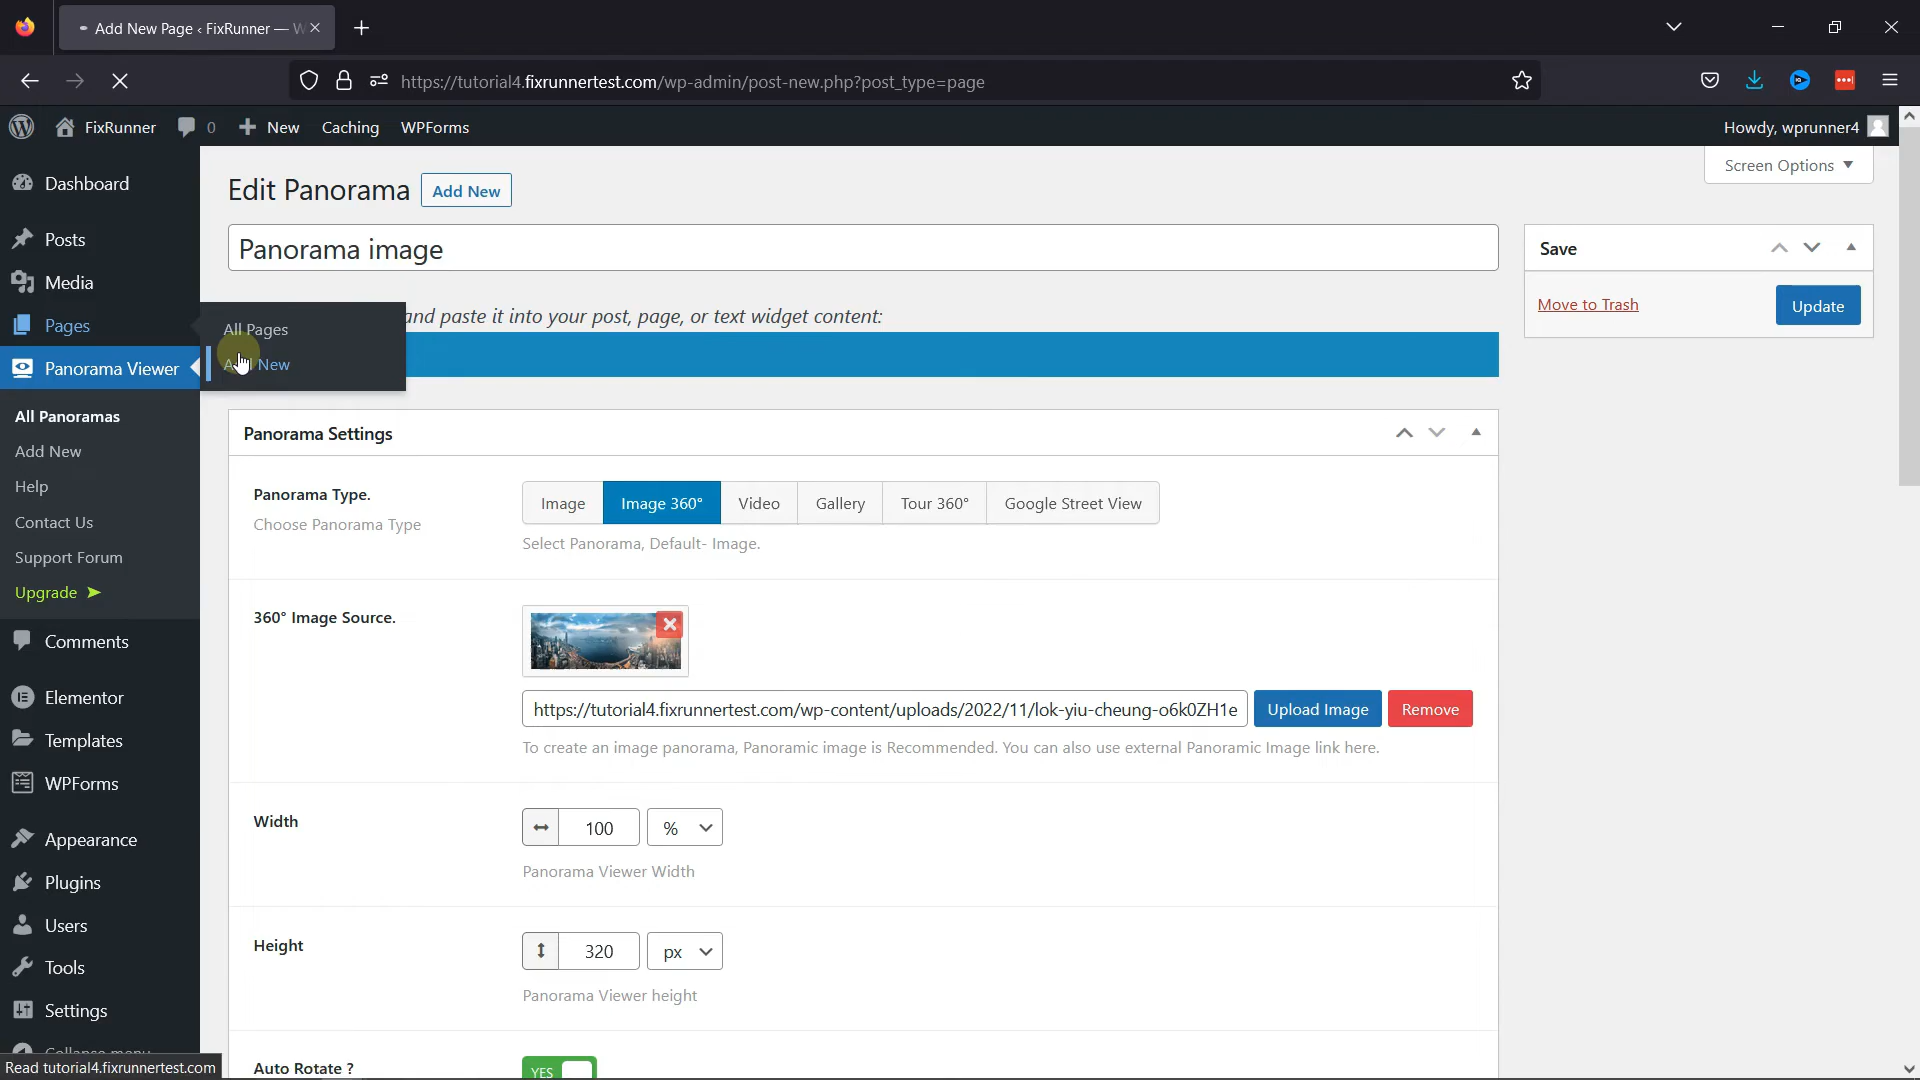 Add New Page ‹ FixRunner — W
https://tutorial4.fixrunnertest.com/wp-admin/post-new.php?post_type=page
FixRunner
0
New
Caching
WPForms
Howdy, wprunner4
Screen Options
Dashboard
Posts
Media
Pages
Panorama Viewer
All Panoramas
Add New
Help
Contact Us
Support Forum
Upgrade ➤
Comments
Elementor
Templates
WPForms
Appearance
Plugins
Users
Tools
Settings
Collapse menu
Read tutorial4.fixrunnertest.com
All Pages
Add New
Edit Panorama
Add New
Panorama image
and paste it into your post, page, or text widget content:
Save
Move to Trash
Update
Panorama Settings
Panorama Type.
Choose Panorama Type
Image
Image 360°
Video
Gallery
Tour 360°
Google Street View
Select Panorama, Default- Image.
360° Image Source.
https://tutorial4.fixrunnertest.com/wp-content/uploads/2022/11/lok-yiu-cheung-o6k0ZH1e
Upload Image
Remove
To create an image panorama, Panoramic image is Recommended. You can also use external Panoramic Image link here.
Width
100
%
Panorama Viewer Width
Height
320
px
Panorama Viewer height
Auto Rotate ?
YES